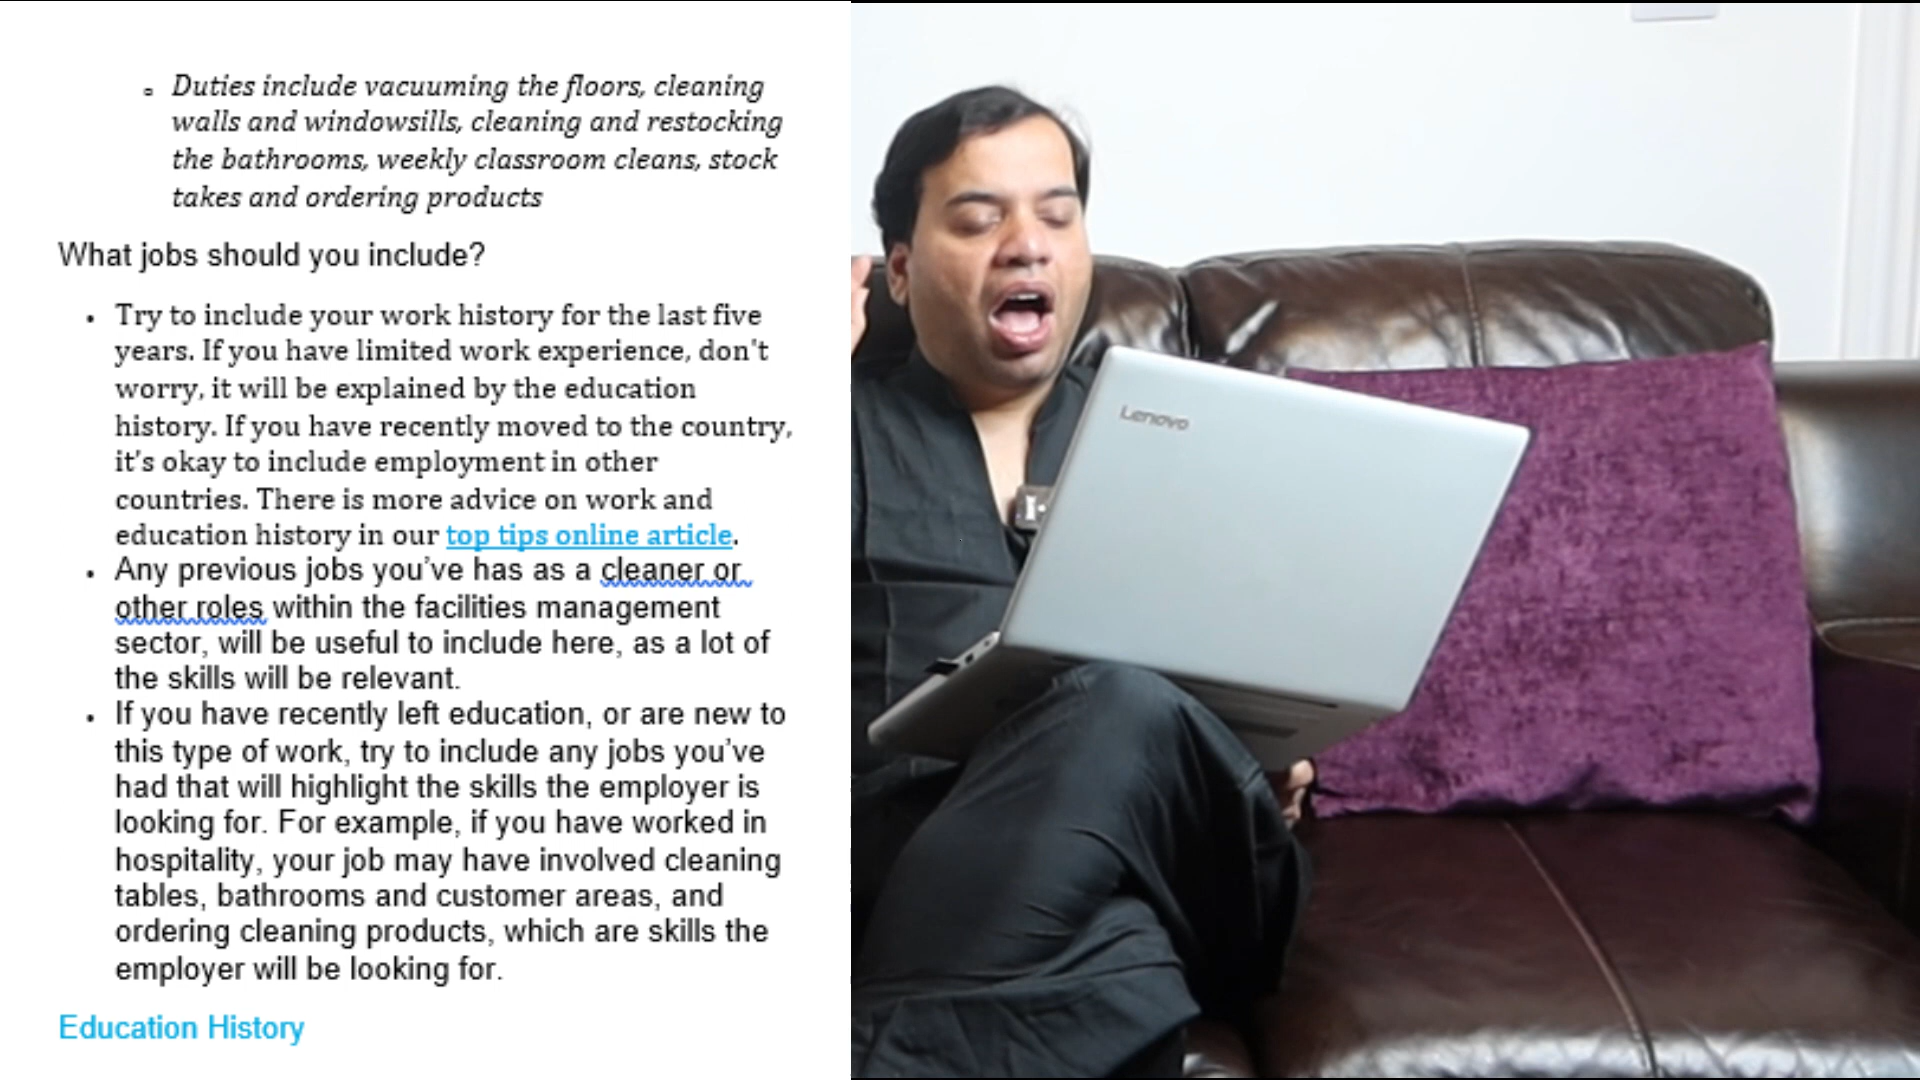 Duties include vacuuming the floors, cleaning
walls and windowsills, cleaning and restocking
the bathrooms, weekly classroom cleans, stock
takes and ordering products
What jobs should you include?
Try to include your work history for the last five
years. If you have limited work experience, don't
worry, it will be explained by the education
history. If you have recently moved to the country,
it's okay to include employment in other
countries. There is more advice on work and
education history in our top tips online article.
Any previous jobs you’ve has as a cleaner or
other roles within the facilities management
sector, will be useful to include here, as a lot of
the skills will be relevant.
If you have recently left education, or are new to
this type of work, try to include any jobs you’ve
had that will highlight the skills the employer is
looking for. For example, if you have worked in
hospitality, your job may have involved cleaning
tables, bathrooms and customer areas, and
ordering cleaning products, which are skills the
employer will be looking for.
Education History
Lenovo